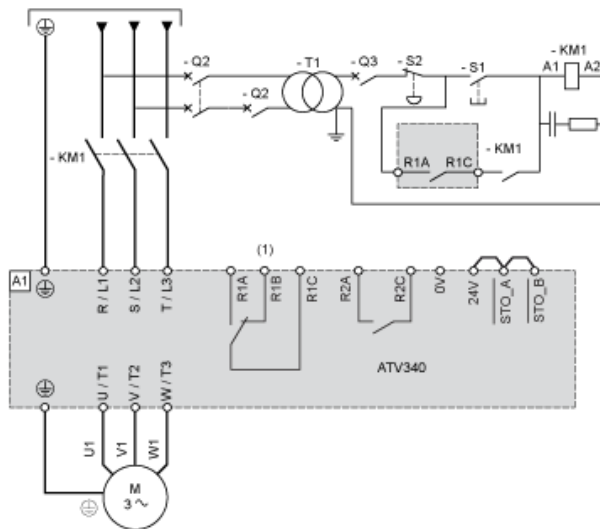 - Q2
- T1
- Q3
- S2
- S1
- KM1
A1
A2
- Q2
- KM1
R1A
R1C
- KM1
(1)
A1
R / L1
S / L2
T / L3
R1A
R1B
R1C
R2A
R2C
0V
24V
STO_A
STO_B
ATV340
U / T1
V / T2
W / T3
U1
V1
W1
M
3 ~